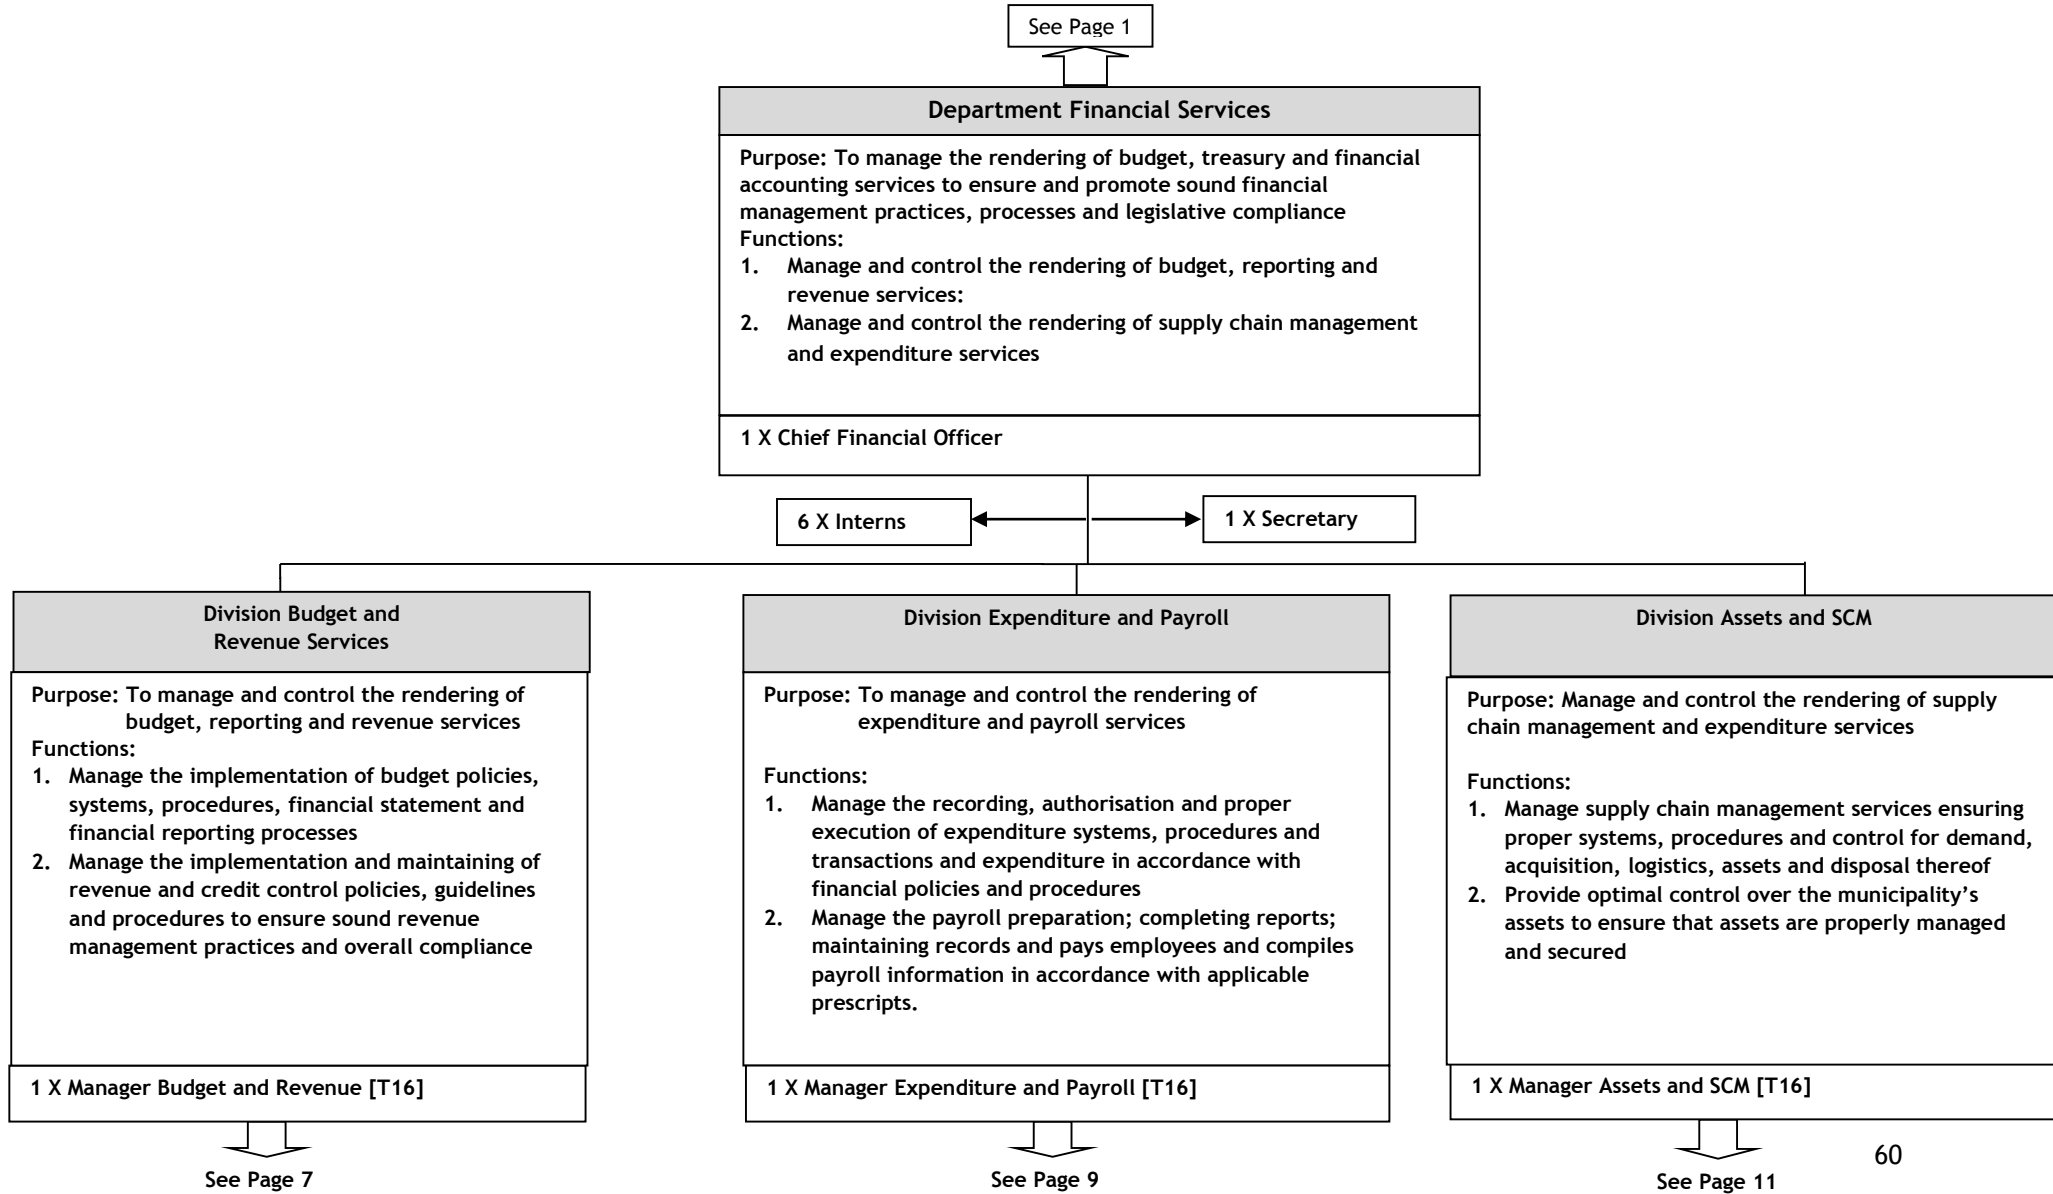 See Page 1
Department Financial Services
Purpose: To manage the rendering of budget, treasury and financial
accounting services to ensure and promote sound financial
management practices, processes and legislative compliance
Functions:
1. Manage and control the rendering of budget, reporting and
revenue services:
2. Manage and control the rendering of supply chain management
and expenditure services
1 X Chief Financial Officer
6 X Interns
1 X Secretary
Division Budget and
Revenue Services
Purpose: To manage and control the rendering of
budget, reporting and revenue services
Functions:
1. Manage the implementation of budget policies,
systems, procedures, financial statement and
financial reporting processes
2. Manage the implementation and maintaining of
revenue and credit control policies, guidelines
and procedures to ensure sound revenue
management practices and overall compliance
1 X Manager Budget and Revenue [T16]
See Page 7
Division Expenditure and Payroll
Purpose: To manage and control the rendering of
expenditure and payroll services
Functions:
1. Manage the recording, authorisation and proper
execution of expenditure systems, procedures and
transactions and expenditure in accordance with
financial policies and procedures
2. Manage the payroll preparation; completing reports;
maintaining records and pays employees and compiles
payroll information in accordance with applicable
prescripts.
1 X Manager Expenditure and Payroll [T16]
See Page 9
Division Assets and SCM
Purpose: Manage and control the rendering of supply
chain management and expenditure services
Functions:
1. Manage supply chain management services ensuring
proper systems, procedures and control for demand,
acquisition, logistics, assets and disposal thereof
2. Provide optimal control over the municipality’s
assets to ensure that assets are properly managed
and secured
1 X Manager Assets and SCM [T16]
See Page 11
60